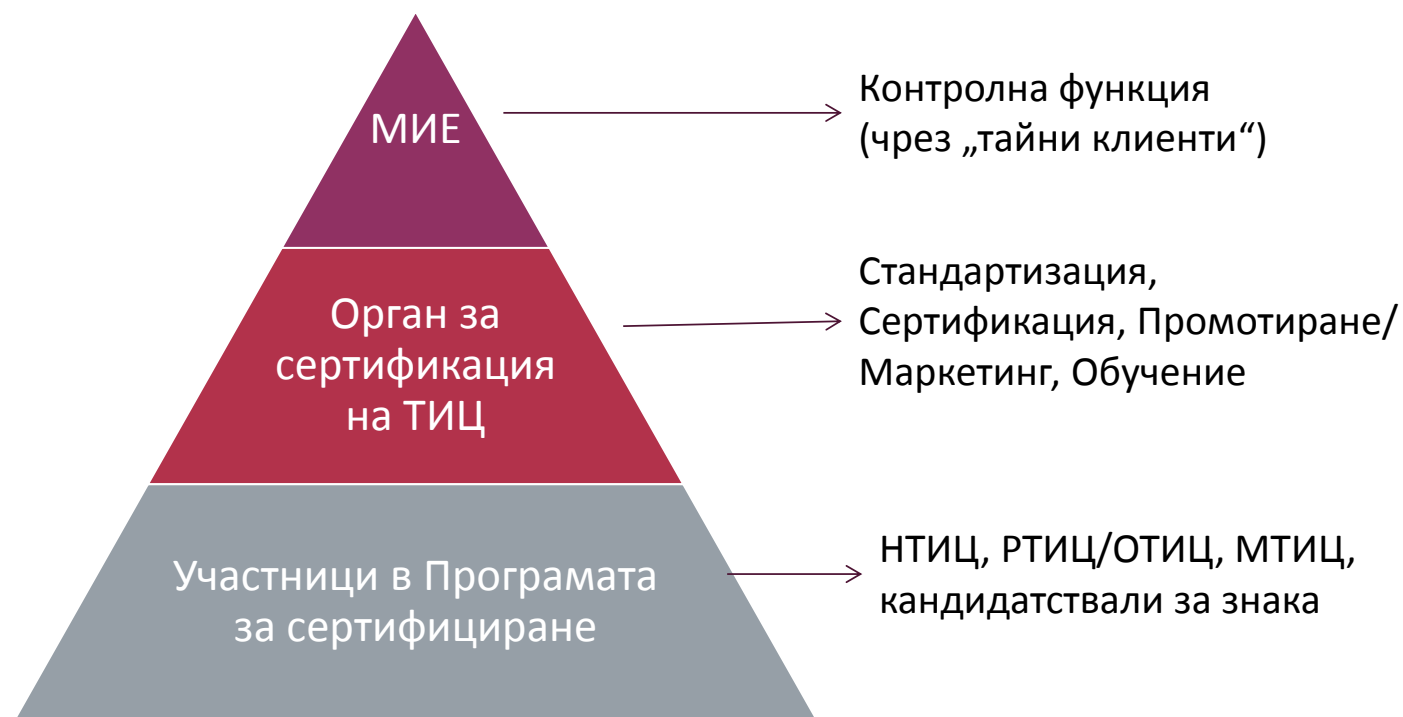 МИЕ
Контролна функция
(чрез „тайни клиенти“)
Орган за
сертификация
на ТИЦ
Стандартизация,
Сертификация, Промотиране/
Маркетинг, Обучение
Участници в Програмата
за сертифициране
НТИЦ, РТИЦ/ОТИЦ, МТИЦ,
кандидатствали за знака